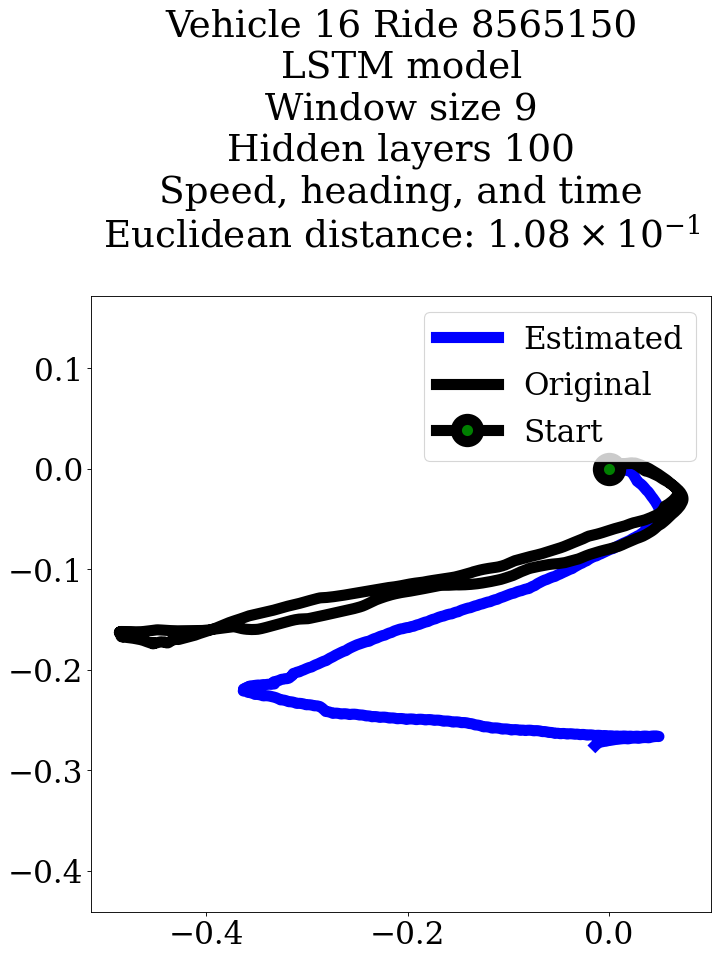 Vehicle 16 Ride 8565150
LSTM model
Window size 9
Hidden layers 100
Speed, heading, and time
Euclidean distance: 1.08 × 10⁻¹
Estimated
Original
Start
0.1
0.0
−0.1
−0.2
−0.3
−0.4
−0.4 −0.2 0.0